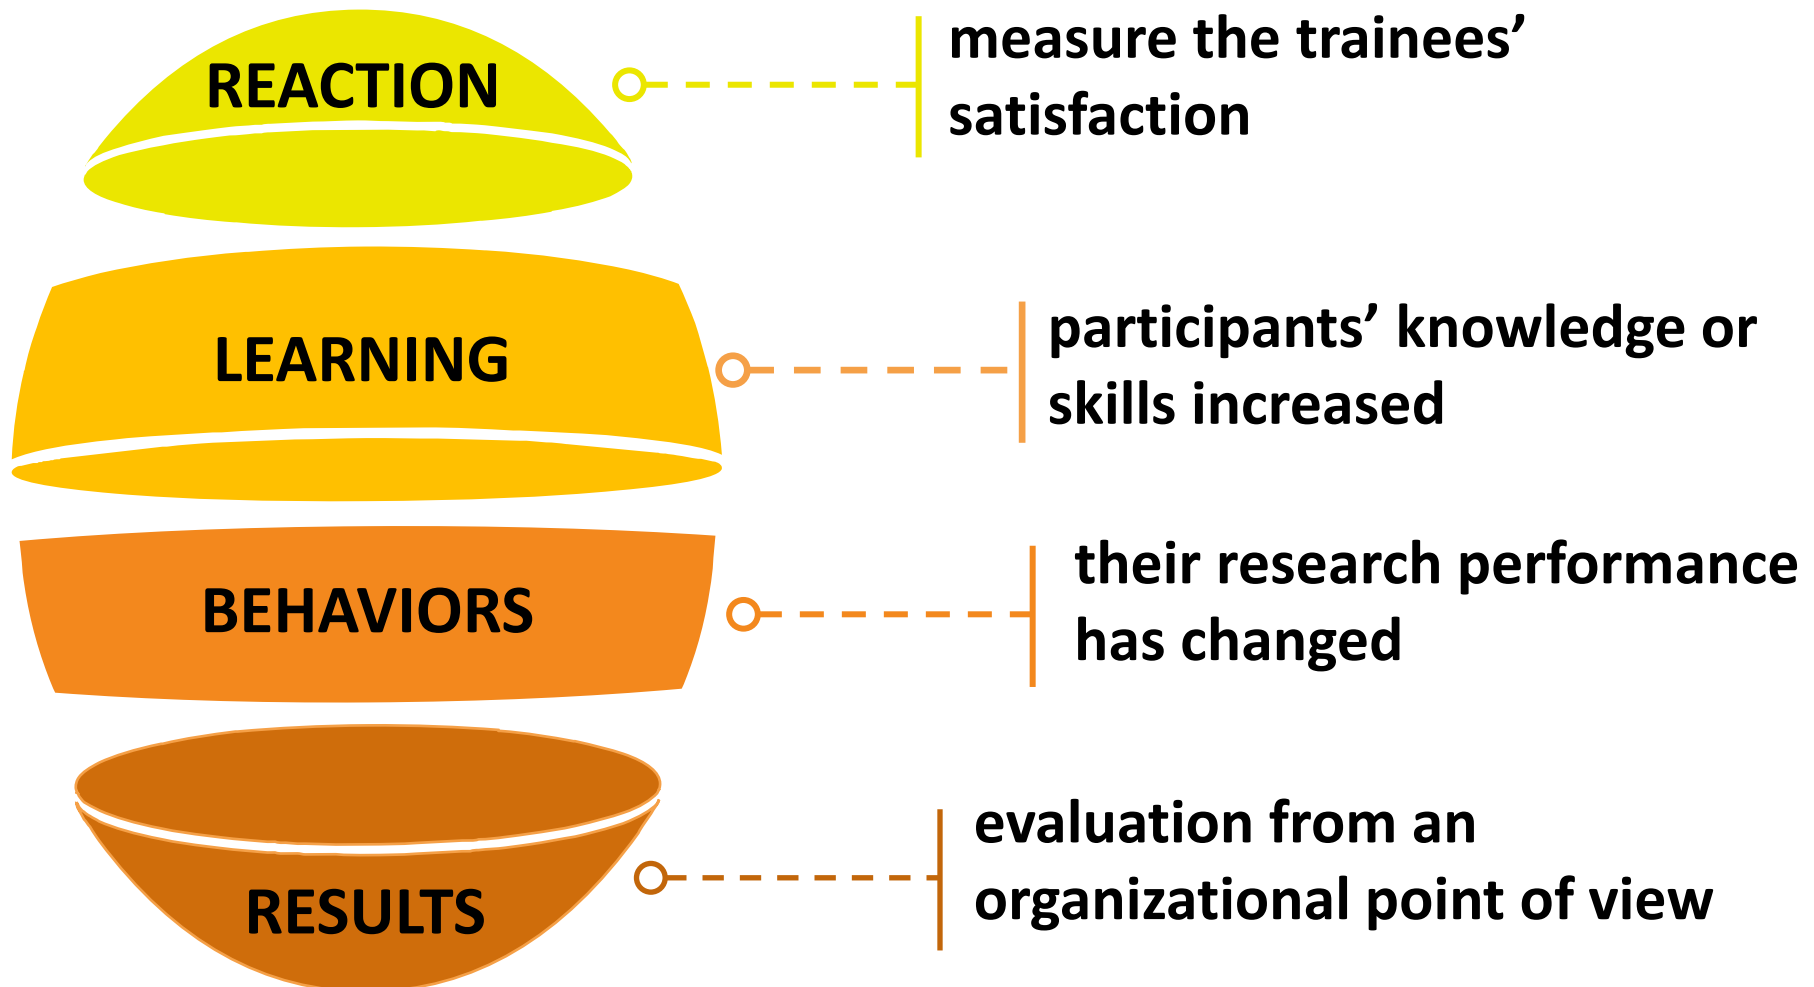 REACTION
measure the trainees’
satisfaction
LEARNING
participants’ knowledge or
skills increased
BEHAVIORS
their research performance
has changed
RESULTS
evaluation from an
organizational point of view